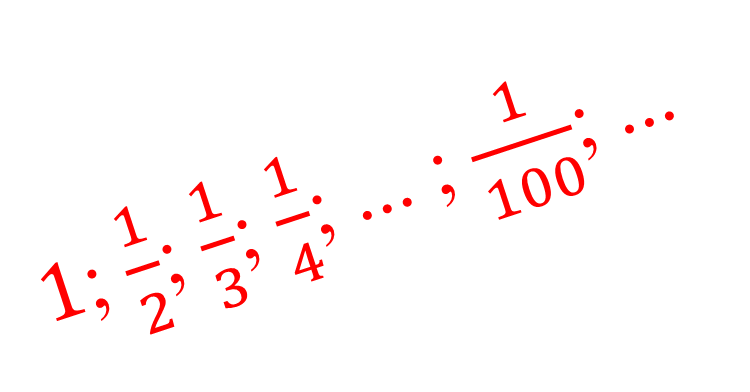 1; 1/2; 1/3; 1/4; ... ; 1/100; ...